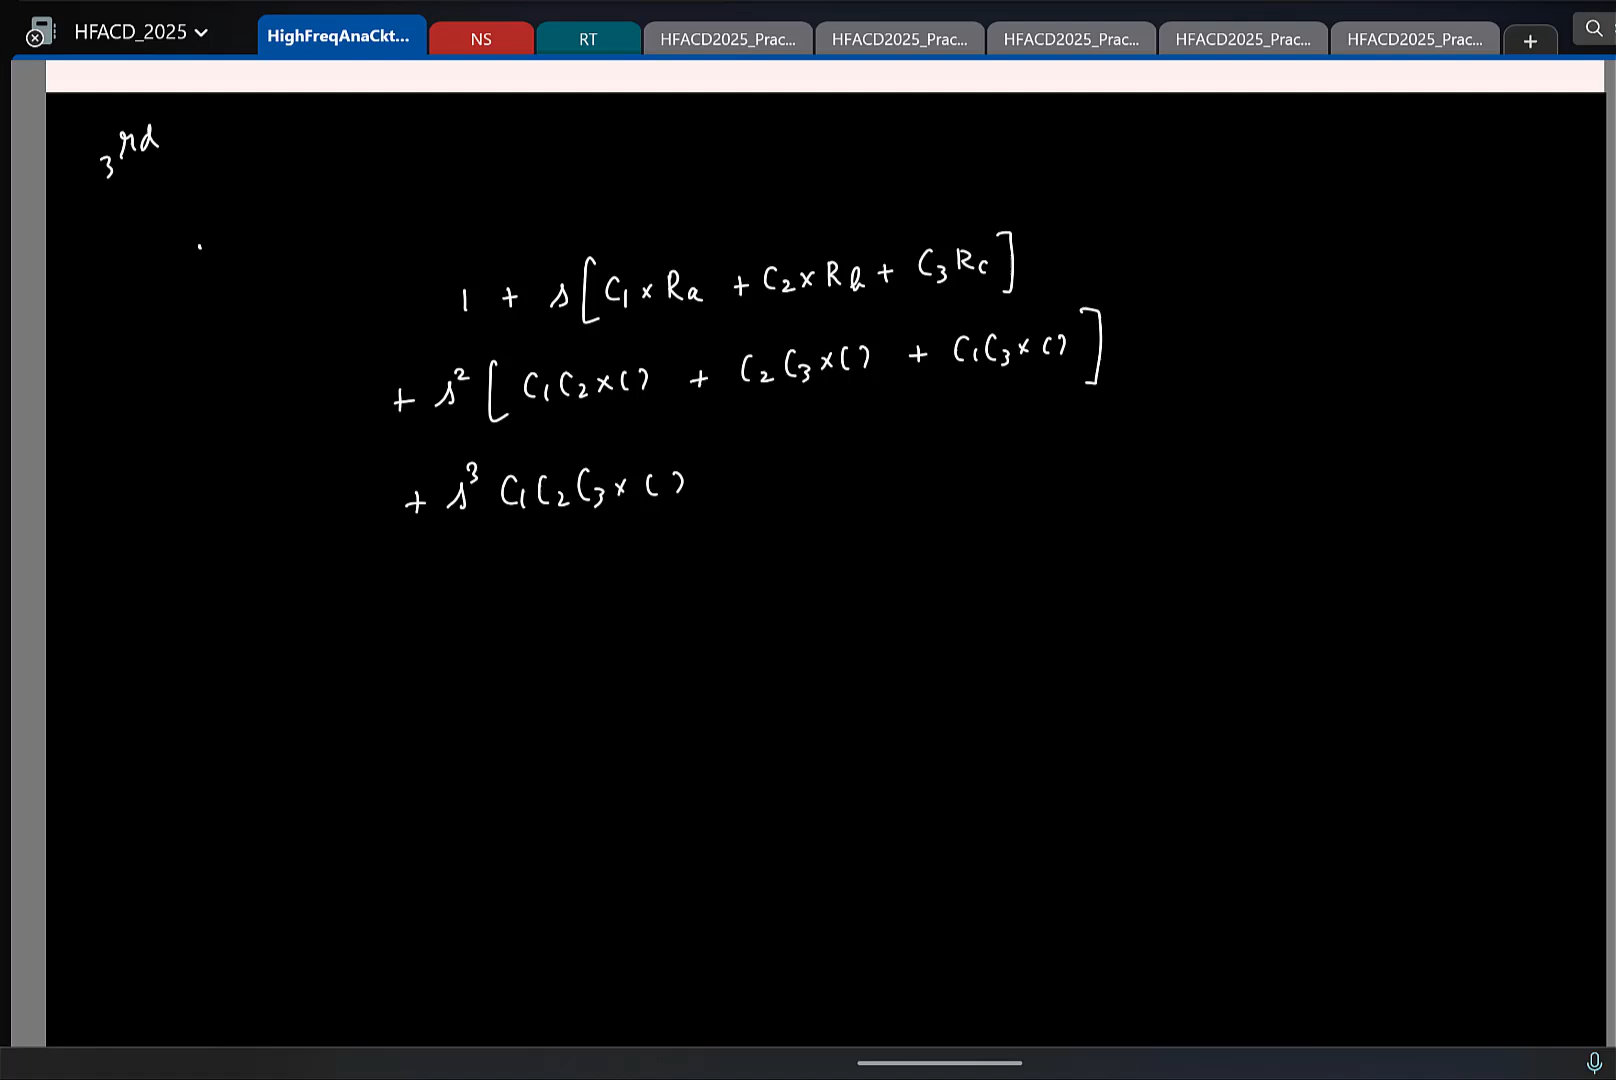 HFACD_2025
HighFreqAnaCkt... NS RT HFACD2025_Prac... HFACD2025_Prac... HFACD2025_Prac... HFACD2025_Prac... HFACD2025_Prac... +
3rd
1 + s[C₁ × Ra + C₂ × Rb + C₃ Rc]
+ s² [C₁C₂ × ( ) + C₂C₃ × ( ) + C₁C₃ × ( )]
+ s³ C₁C₂C₃ × ( )